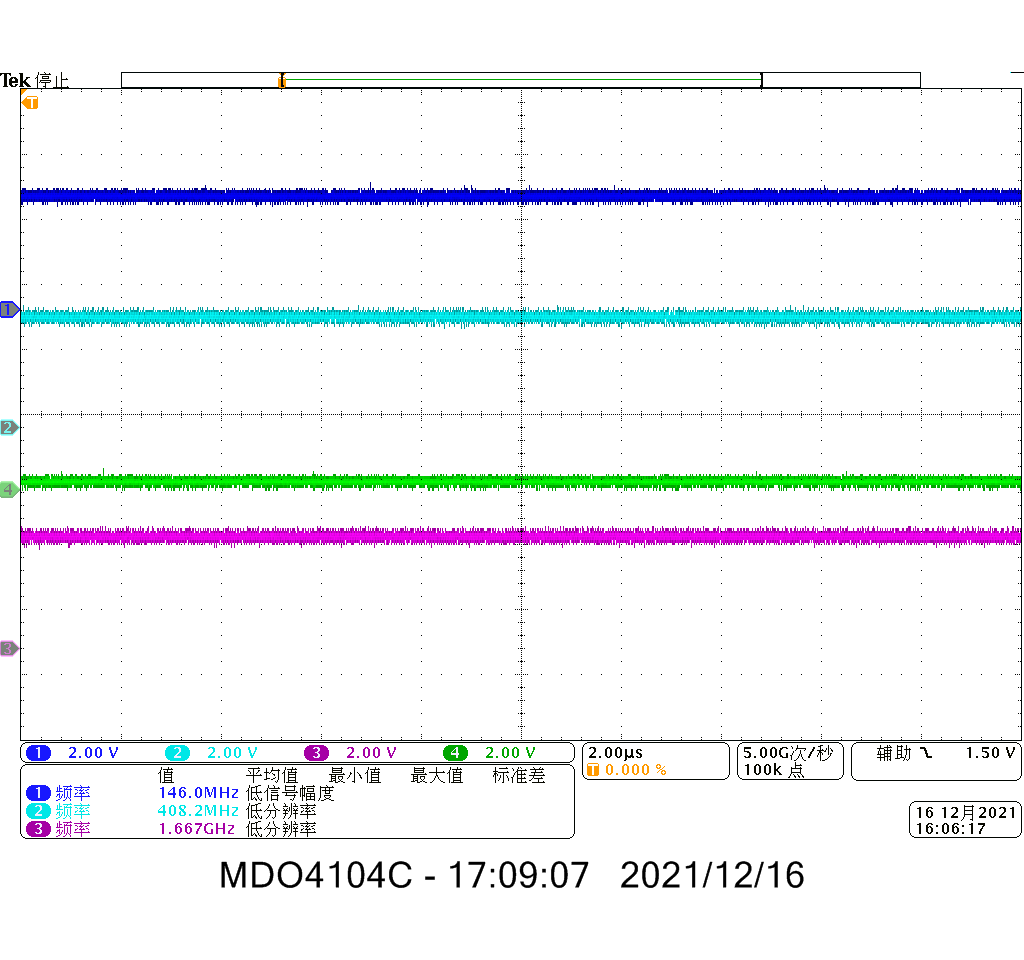 Tek 停止
T
1
2
4
3
1 2.00 V 2 2.00 V 3 2.00 V 4 2.00 V
2.00μs
T 0.000 %
5.00G次/秒
100k 点
辅助 1.50 V
值 平均值 最小值 最大值 标准差
1 频率 146.0MHz 低信号幅度
2 频率 408.2MHz 低分辨率
3 频率 1.667GHz 低分辨率
16 12月2021
16:06:17
MDO4104C - 17:09:07 2021/12/16